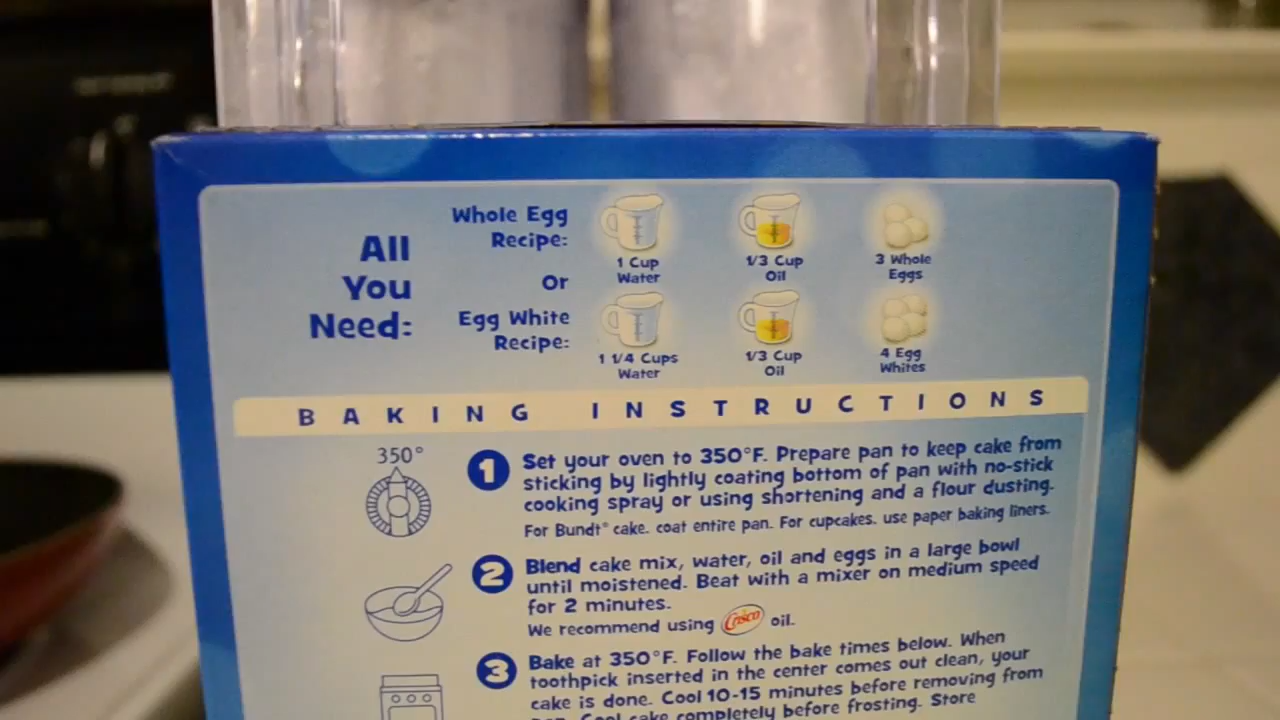 All
You
Need:
Whole Egg
Recipe:
1 Cup
Water
1/3 Cup
Oil
3 Whole
Eggs
Or
Egg White
Recipe:
1 1/4 Cups
Water
1/3 Cup
Oil
4 Egg
Whites
BAKING INSTRUCTIONS
350°
1 Set your oven to 350°F. Prepare pan to keep cake from
sticking by lightly coating bottom of pan with no-stick
cooking spray or using shortening and a flour dusting.
For Bundt® cake, coat entire pan. For cupcakes, use paper baking liners.
2 Blend cake mix, water, oil and eggs in a large bowl
until moistened. Beat with a mixer on medium speed
for 2 minutes.
We recommend using Crisco oil.
3 Bake at 350°F. Follow the bake times below. When
toothpick inserted in the center comes out clean, your
cake is done. Cool 10-15 minutes before removing from
Cool cake completely before frosting. Store